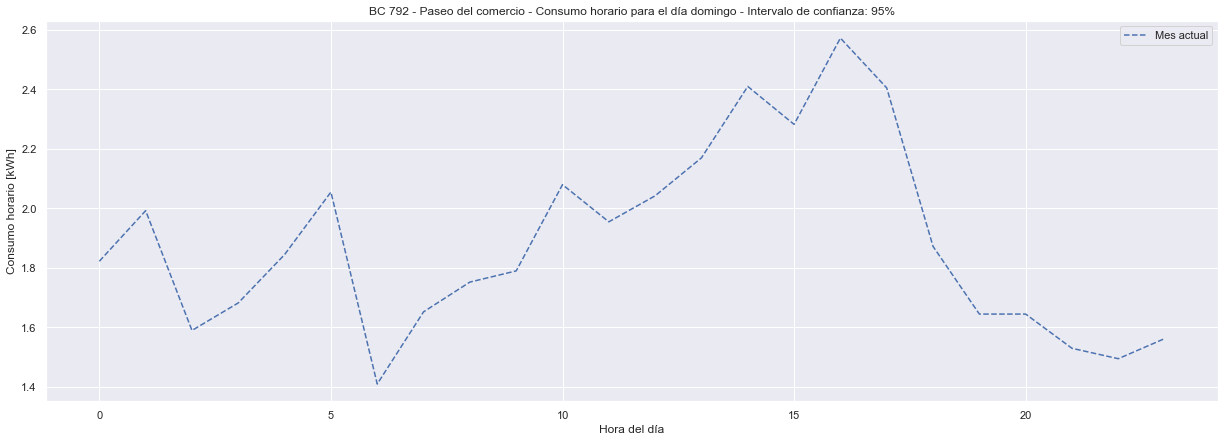 BC 792 - Paseo del comercio - Consumo horario para el día domingo - Intervalo de confianza: 95%
Mes actual
Consumo horario [kWh]
2.6
2.4
2.2
2.0
1.8
1.6
1.4
0 5 10 15 20
Hora del día